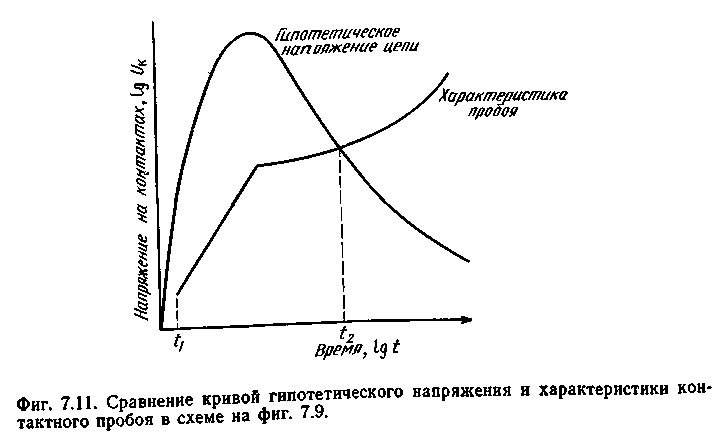 Гипотетическое
напряжение цепи
Характеристика
пробоя
Напряжение на контактах, lg Uк
t1
t2
Время, lg t
Фиг. 7.11. Сравнение кривой гипотетического напряжения и характеристики кон-
тактного пробоя в схеме на фиг. 7.9.